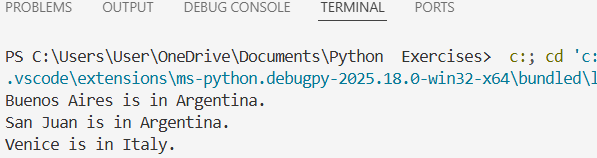 PROBLEMS OUTPUT DEBUG CONSOLE TERMINAL PORTS
PS C:\Users\User\OneDrive\Documents\Python  Exercises>  c:; cd 'c:
.vscode\extensions\ms-python.debugpy-2025.18.0-win32-x64\bundled\l
Buenos Aires is in Argentina.
San Juan is in Argentina.
Venice is in Italy.